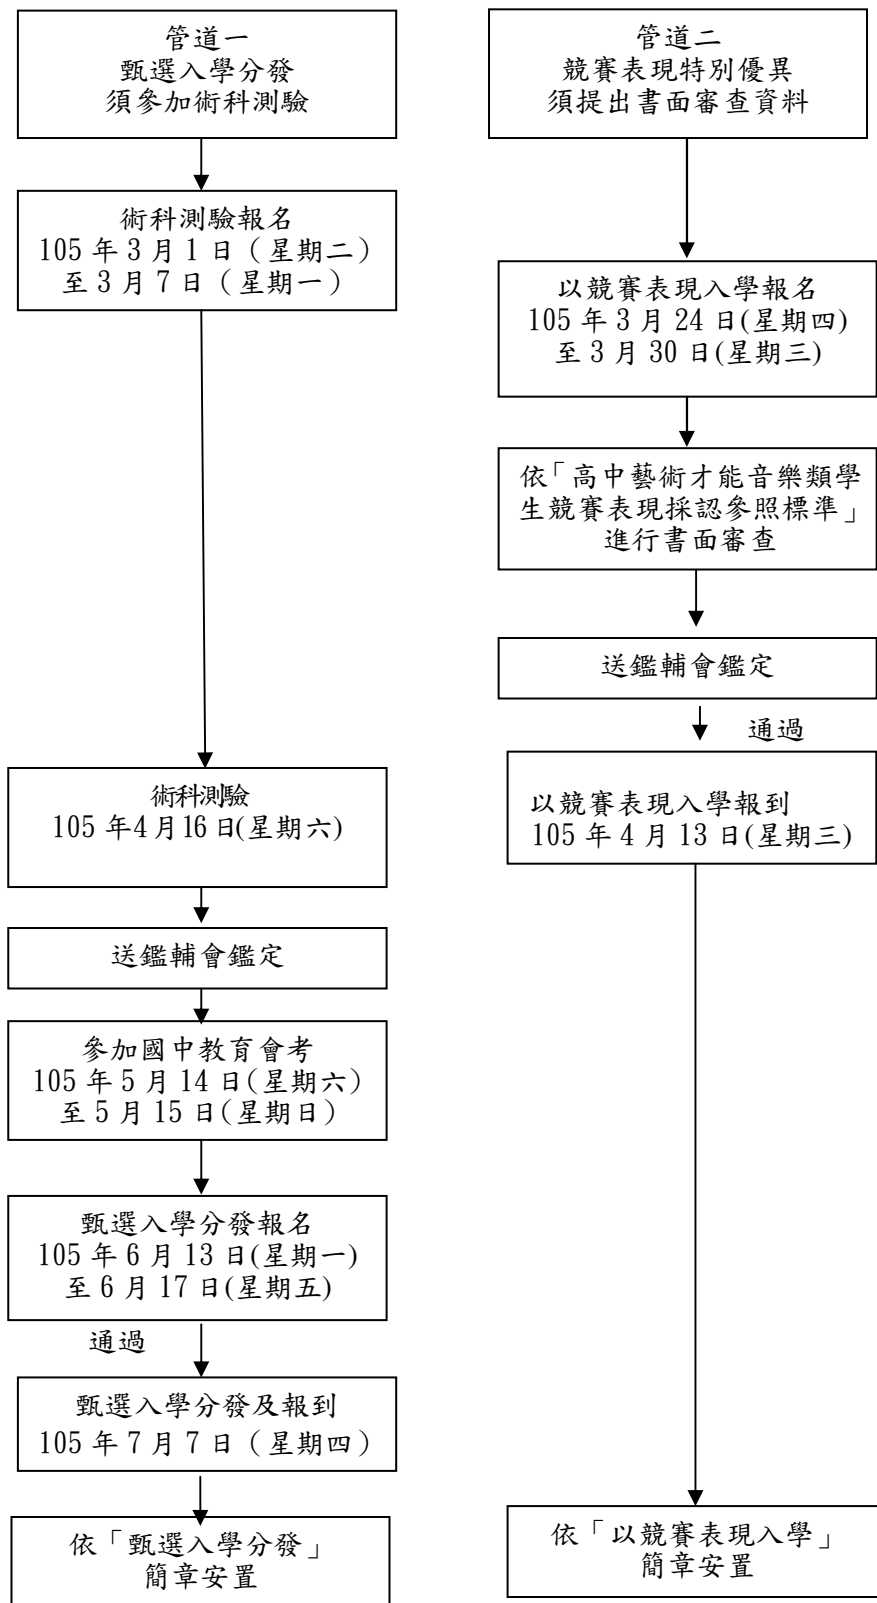 管道一
甄選入學分發
須參加術科測驗
術科測驗報名
105 年 3 月 1 日（星期二）
至 3 月 7 日（星期一）
術科測驗
105 年4 月 16 日(星期六)
送鑑輔會鑑定
參加國中教育會考
105 年 5 月 14 日(星期六)
至 5 月 15 日(星期日)
甄選入學分發報名
105 年 6 月 13 日(星期一)
至 6 月 17 日(星期五)
通過
甄選入學分發及報到
105 年 7 月 7 日（星期四）
依「甄選入學分發」
簡章安置
管道二
競賽表現特別優異
須提出書面審查資料
以競賽表現入學報名
105 年 3 月 24 日(星期四)
至 3 月 30 日(星期三)
依「高中藝術才能音樂類學
生競賽表現採認參照標準」
進行書面審查
送鑑輔會鑑定
通過
以競賽表現入學報到
105 年 4 月 13 日(星期三)
依「以競賽表現入學」
簡章安置